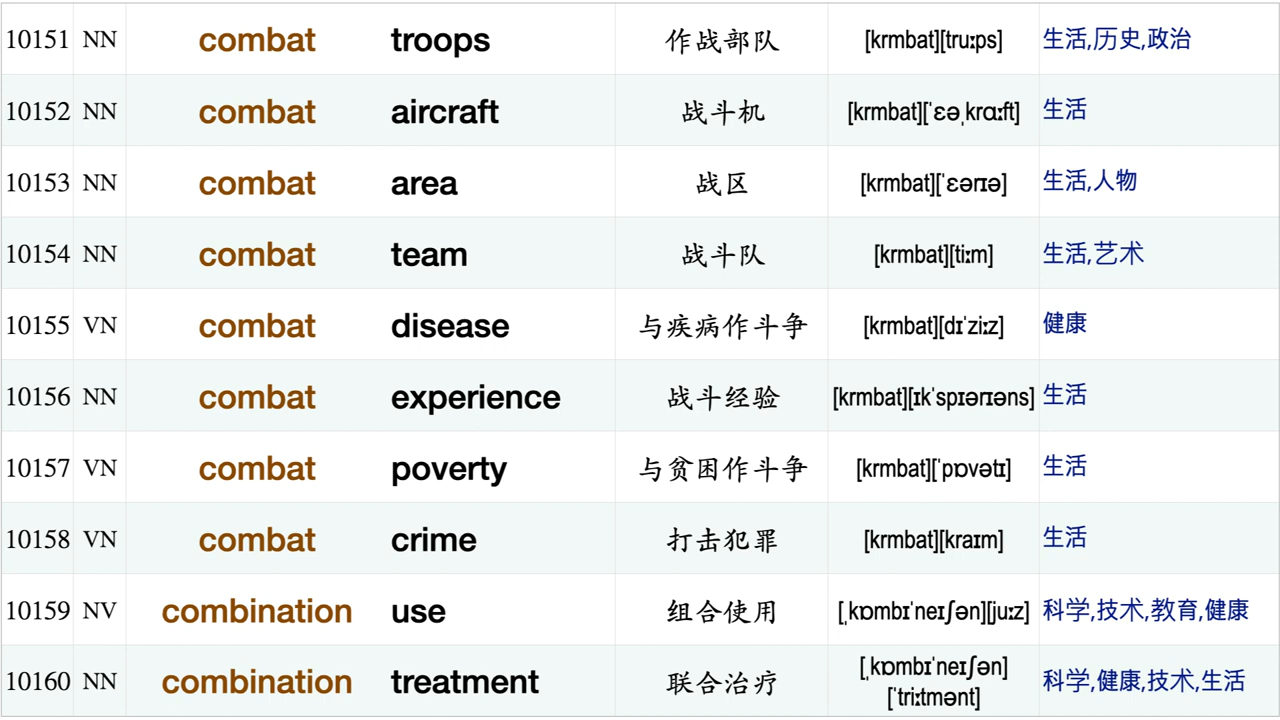 10151 NN combat troops 作战部队 [krmbat][truːps] 生活,历史,政治
10152 NN combat aircraft 战斗机 [krmbat][ˈɛəˌkrɑːft] 生活
10153 NN combat area 战区 [krmbat][ˈɛərɪə] 生活,人物
10154 NN combat team 战斗队 [krmbat][tiːm] 生活,艺术
10155 VN combat disease 与疾病作斗争 [krmbat][dɪˈziːz] 健康
10156 NN combat experience 战斗经验 [krmbat][ɪkˈspɪərɪəns] 生活
10157 VN combat poverty 与贫困作斗争 [krmbat][ˈpɒvətɪ] 生活
10158 VN combat crime 打击犯罪 [krmbat][kraɪm] 生活
10159 NV combination use 组合使用 [ˌkɒmbɪˈneɪʃən][juːz] 科学,技术,教育,健康
10160 NN combination treatment 联合治疗 [ˌkɒmbɪˈneɪʃən] 科学,健康,技术,生活
[ˈtriːtmənt]